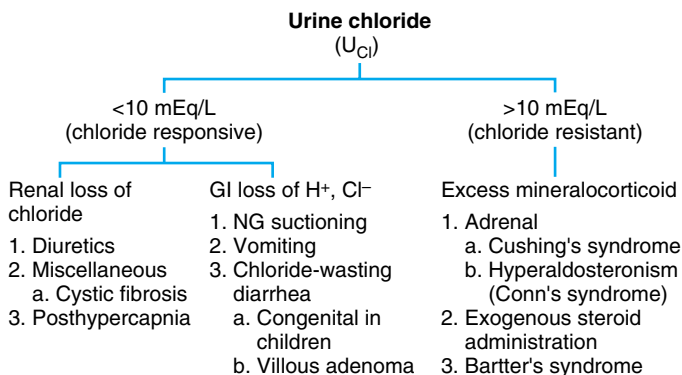 Urine chloride
(UCl)
<10 mEq/L
(chloride responsive)
>10 mEq/L
(chloride resistant)
Renal loss of
chloride
1. Diuretics
2. Miscellaneous
a. Cystic fibrosis
3. Posthypercapnia
GI loss of H+, Cl–
1. NG suctioning
2. Vomiting
3. Chloride-wasting
diarrhea
a. Congenital in
children
b. Villous adenoma
Excess mineralocorticoid
1. Adrenal
a. Cushing's syndrome
b. Hyperaldosteronism
(Conn's syndrome)
2. Exogenous steroid
administration
3. Bartter's syndrome